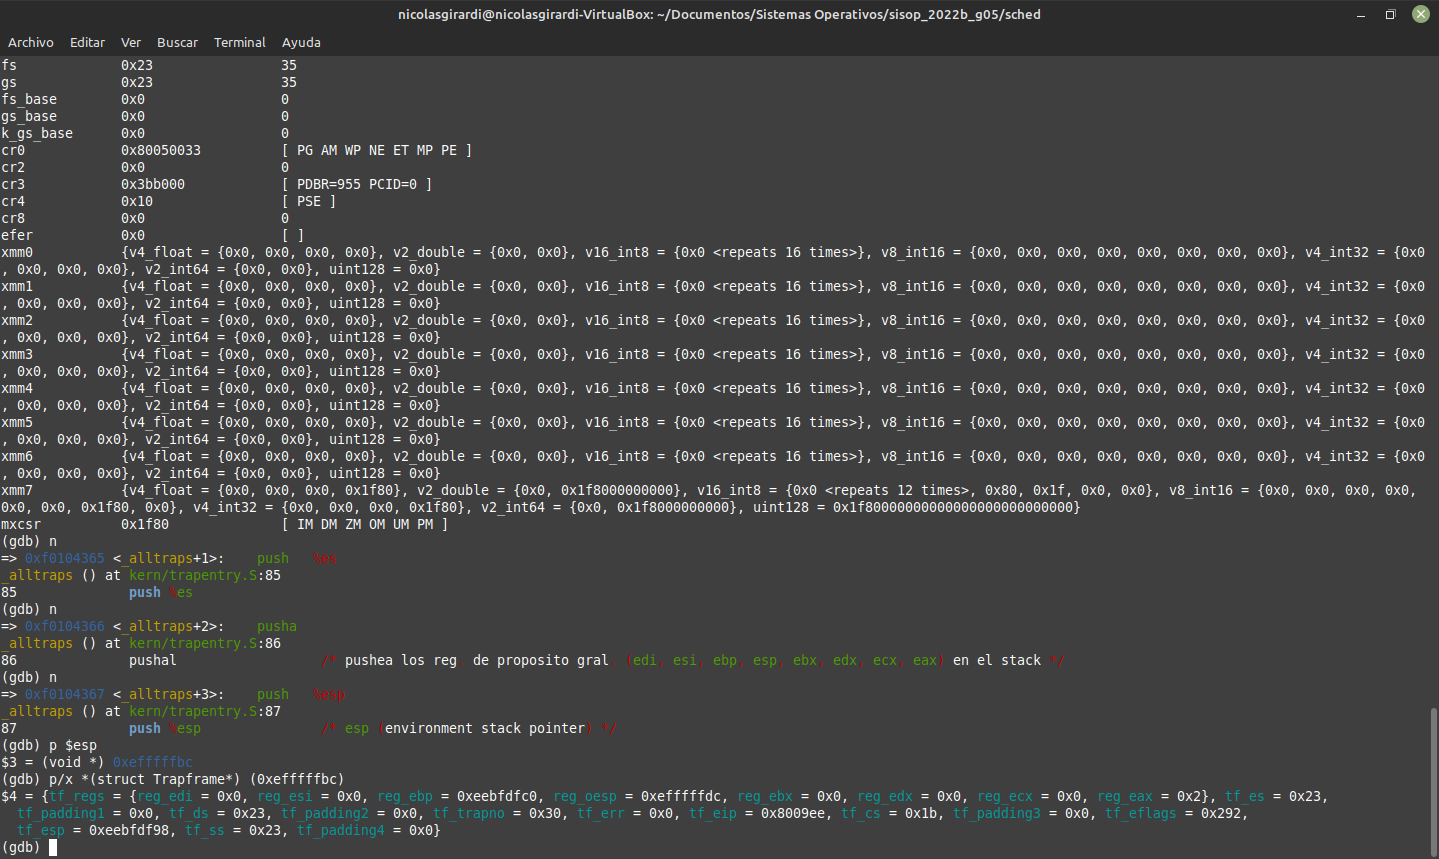 nicolasgirardi@nicolasgirardi-VirtualBox: ~/Documentos/Sistemas Operativos/sisop_2022b_g05/sched
Archivo Editar Ver Buscar Terminal Ayuda
fs 0x23 35
gs 0x23 35
fs_base 0x0 0
gs_base 0x0 0
k_gs_base 0x0 0
cr0 0x80050033 [ PG AM WP NE ET MP PE ]
cr2 0x0 0
cr3 0x3bb000 [ PDBR=955 PCID=0 ]
cr4 0x10 [ PSE ]
cr8 0x0 0
efer 0x0 [ ]
xmm0 {v4_float = {0x0, 0x0, 0x0, 0x0}, v2_double = {0x0, 0x0}, v16_int8 = {0x0 <repeats 16 times>}, v8_int16 = {0x0, 0x0, 0x0, 0x0, 0x0, 0x0, 0x0, 0x0}, v4_int32 = {0x0
, 0x0, 0x0, 0x0}, v2_int64 = {0x0, 0x0}, uint128 = 0x0}
xmm1 {v4_float = {0x0, 0x0, 0x0, 0x0}, v2_double = {0x0, 0x0}, v16_int8 = {0x0 <repeats 16 times>}, v8_int16 = {0x0, 0x0, 0x0, 0x0, 0x0, 0x0, 0x0, 0x0}, v4_int32 = {0x0
, 0x0, 0x0, 0x0}, v2_int64 = {0x0, 0x0}, uint128 = 0x0}
xmm2 {v4_float = {0x0, 0x0, 0x0, 0x0}, v2_double = {0x0, 0x0}, v16_int8 = {0x0 <repeats 16 times>}, v8_int16 = {0x0, 0x0, 0x0, 0x0, 0x0, 0x0, 0x0, 0x0}, v4_int32 = {0x0
, 0x0, 0x0, 0x0}, v2_int64 = {0x0, 0x0}, uint128 = 0x0}
xmm3 {v4_float = {0x0, 0x0, 0x0, 0x0}, v2_double = {0x0, 0x0}, v16_int8 = {0x0 <repeats 16 times>}, v8_int16 = {0x0, 0x0, 0x0, 0x0, 0x0, 0x0, 0x0, 0x0}, v4_int32 = {0x0
, 0x0, 0x0, 0x0}, v2_int64 = {0x0, 0x0}, uint128 = 0x0}
xmm4 {v4_float = {0x0, 0x0, 0x0, 0x0}, v2_double = {0x0, 0x0}, v16_int8 = {0x0 <repeats 16 times>}, v8_int16 = {0x0, 0x0, 0x0, 0x0, 0x0, 0x0, 0x0, 0x0}, v4_int32 = {0x0
, 0x0, 0x0, 0x0}, v2_int64 = {0x0, 0x0}, uint128 = 0x0}
xmm5 {v4_float = {0x0, 0x0, 0x0, 0x0}, v2_double = {0x0, 0x0}, v16_int8 = {0x0 <repeats 16 times>}, v8_int16 = {0x0, 0x0, 0x0, 0x0, 0x0, 0x0, 0x0, 0x0}, v4_int32 = {0x0
, 0x0, 0x0, 0x0}, v2_int64 = {0x0, 0x0}, uint128 = 0x0}
xmm6 {v4_float = {0x0, 0x0, 0x0, 0x0}, v2_double = {0x0, 0x0}, v16_int8 = {0x0 <repeats 16 times>}, v8_int16 = {0x0, 0x0, 0x0, 0x0, 0x0, 0x0, 0x0, 0x0}, v4_int32 = {0x0
, 0x0, 0x0, 0x0}, v2_int64 = {0x0, 0x0}, uint128 = 0x0}
xmm7 {v4_float = {0x0, 0x0, 0x0, 0x1f80}, v2_double = {0x0, 0x1f8000000000}, v16_int8 = {0x0 <repeats 12 times>, 0x80, 0x1f, 0x0, 0x0}, v8_int16 = {0x0, 0x0, 0x0, 0x0,
0x0, 0x0, 0x1f80, 0x0}, v4_int32 = {0x0, 0x0, 0x0, 0x1f80}, v2_int64 = {0x0, 0x1f8000000000}, uint128 = 0x1f80000000000000000000000000}
mxcsr 0x1f80 [ IM DM ZM OM UM PM ]
(gdb) n
=> 0xf0104365 <_alltraps+1>: push %es
_alltraps () at kern/trapentry.S:85
85 push %es
(gdb) n
=> 0xf0104366 <_alltraps+2>: pusha
_alltraps () at kern/trapentry.S:86
86 pushal /* pushea los reg. de proposito gral. (edi, esi, ebp, esp, ebx, edx, ecx, eax) en el stack */
(gdb) n
=> 0xf0104367 <_alltraps+3>: push %esp
_alltraps () at kern/trapentry.S:87
87 push %esp /* esp (environment stack pointer) */
(gdb) p $esp
$3 = (void *) 0xefffffbc
(gdb) p/x *(struct Trapframe*) (0xefffffbc)
$4 = {tf_regs = {reg_edi = 0x0, reg_esi = 0x0, reg_ebp = 0xeebfdfc0, reg_oesp = 0xefffffdc, reg_ebx = 0x0, reg_edx = 0x0, reg_ecx = 0x0, reg_eax = 0x2}, tf_es = 0x23,
tf_padding1 = 0x0, tf_ds = 0x23, tf_padding2 = 0x0, tf_trapno = 0x30, tf_err = 0x0, tf_eip = 0x8009ee, tf_cs = 0x1b, tf_padding3 = 0x0, tf_eflags = 0x292,
tf_esp = 0xeebfdf98, tf_ss = 0x23, tf_padding4 = 0x0}
(gdb)